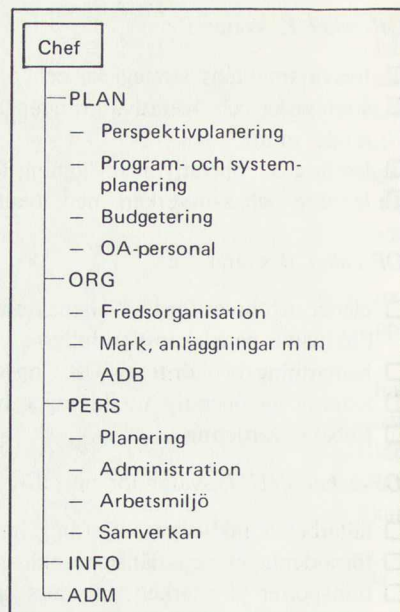 Chef
PLAN
— Perspektivplanering
— Program- och system-
planering
— Budgetering
— OA-personal
ORG
— Fredsorganisation
— Mark, anläggningar m m
— ADB
PERS
— Planering
— Administration
— Arbetsmiljö
— Samverkan
INFO
ADM